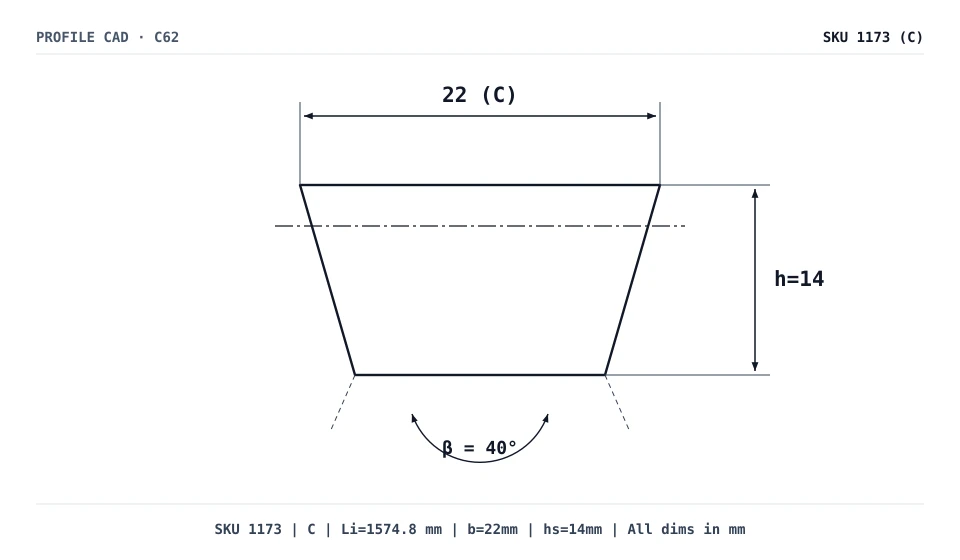 PROFILE CAD · C62
SKU 1173 (C)
22 (C)
h=14
β = 40°
SKU 1173 | C | Li=1574.8 mm | b=22mm | hs=14mm | All dims in mm